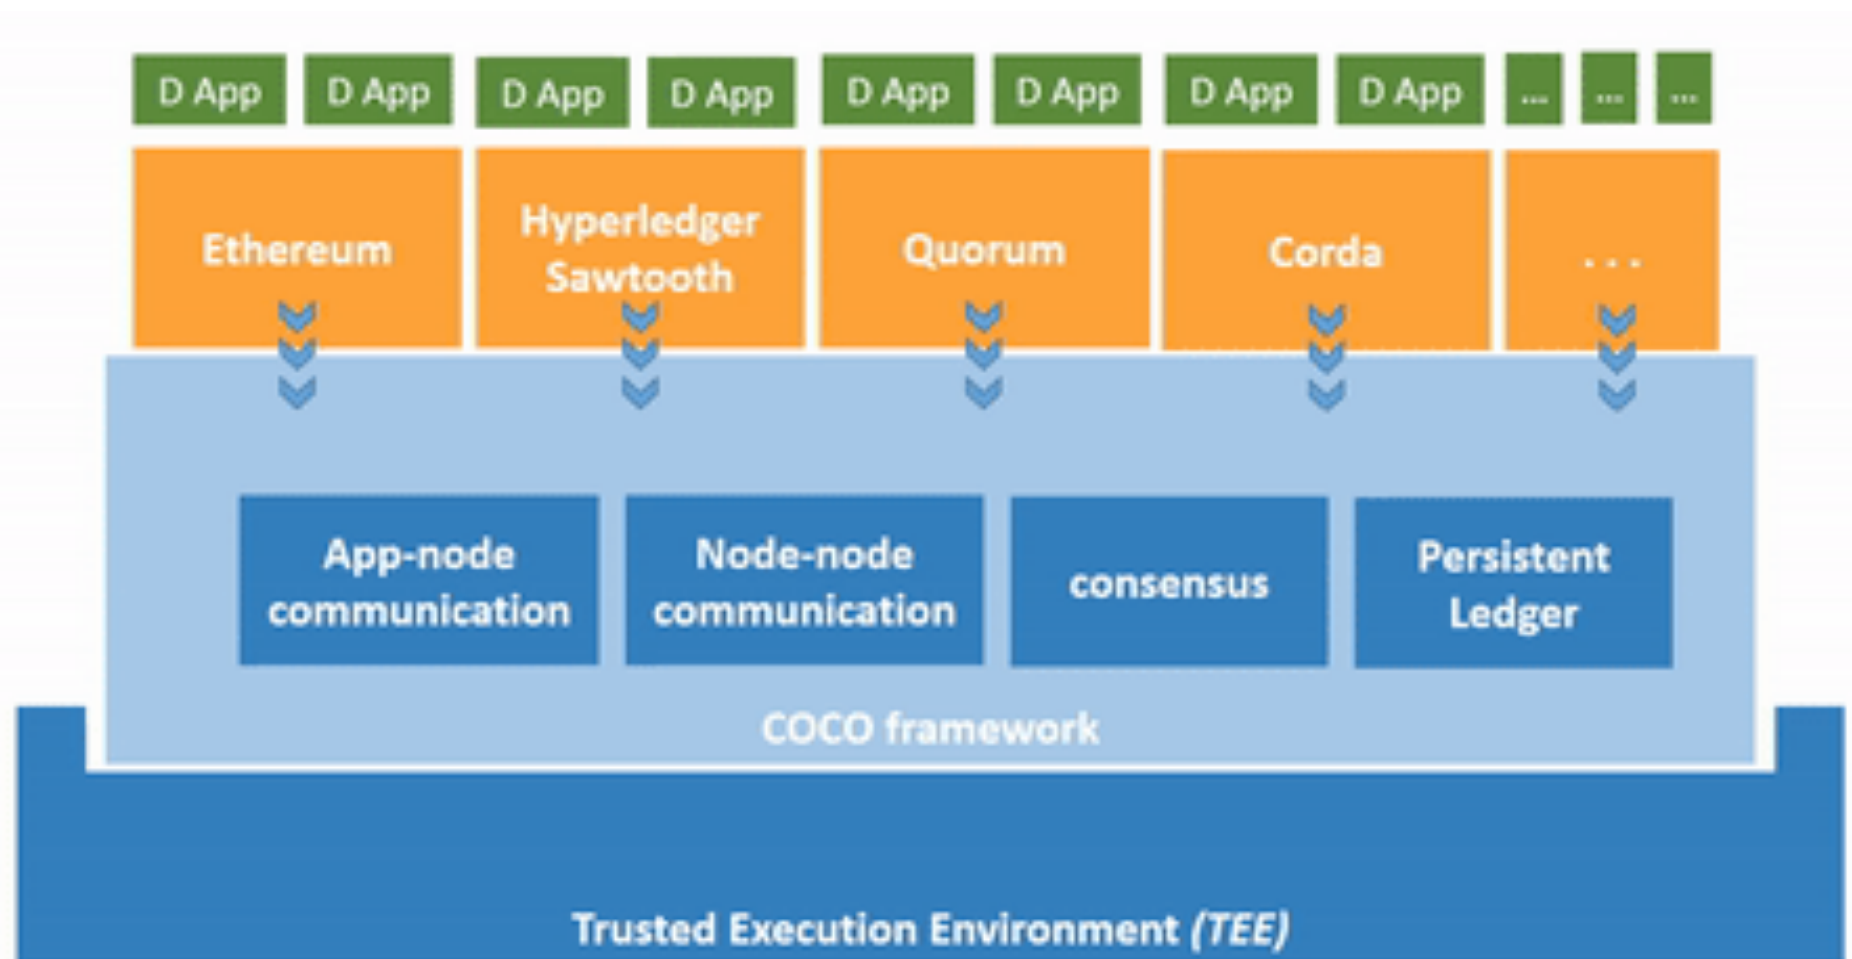 D App D App D App D App D App D App D App D App ... ... ...
Ethereum
Hyperledger
Sawtooth
Quorum
Corda
...
App-node
communication
Node-node
communication
consensus
Persistent
Ledger
COCO framework
Trusted Execution Environment (TEE)